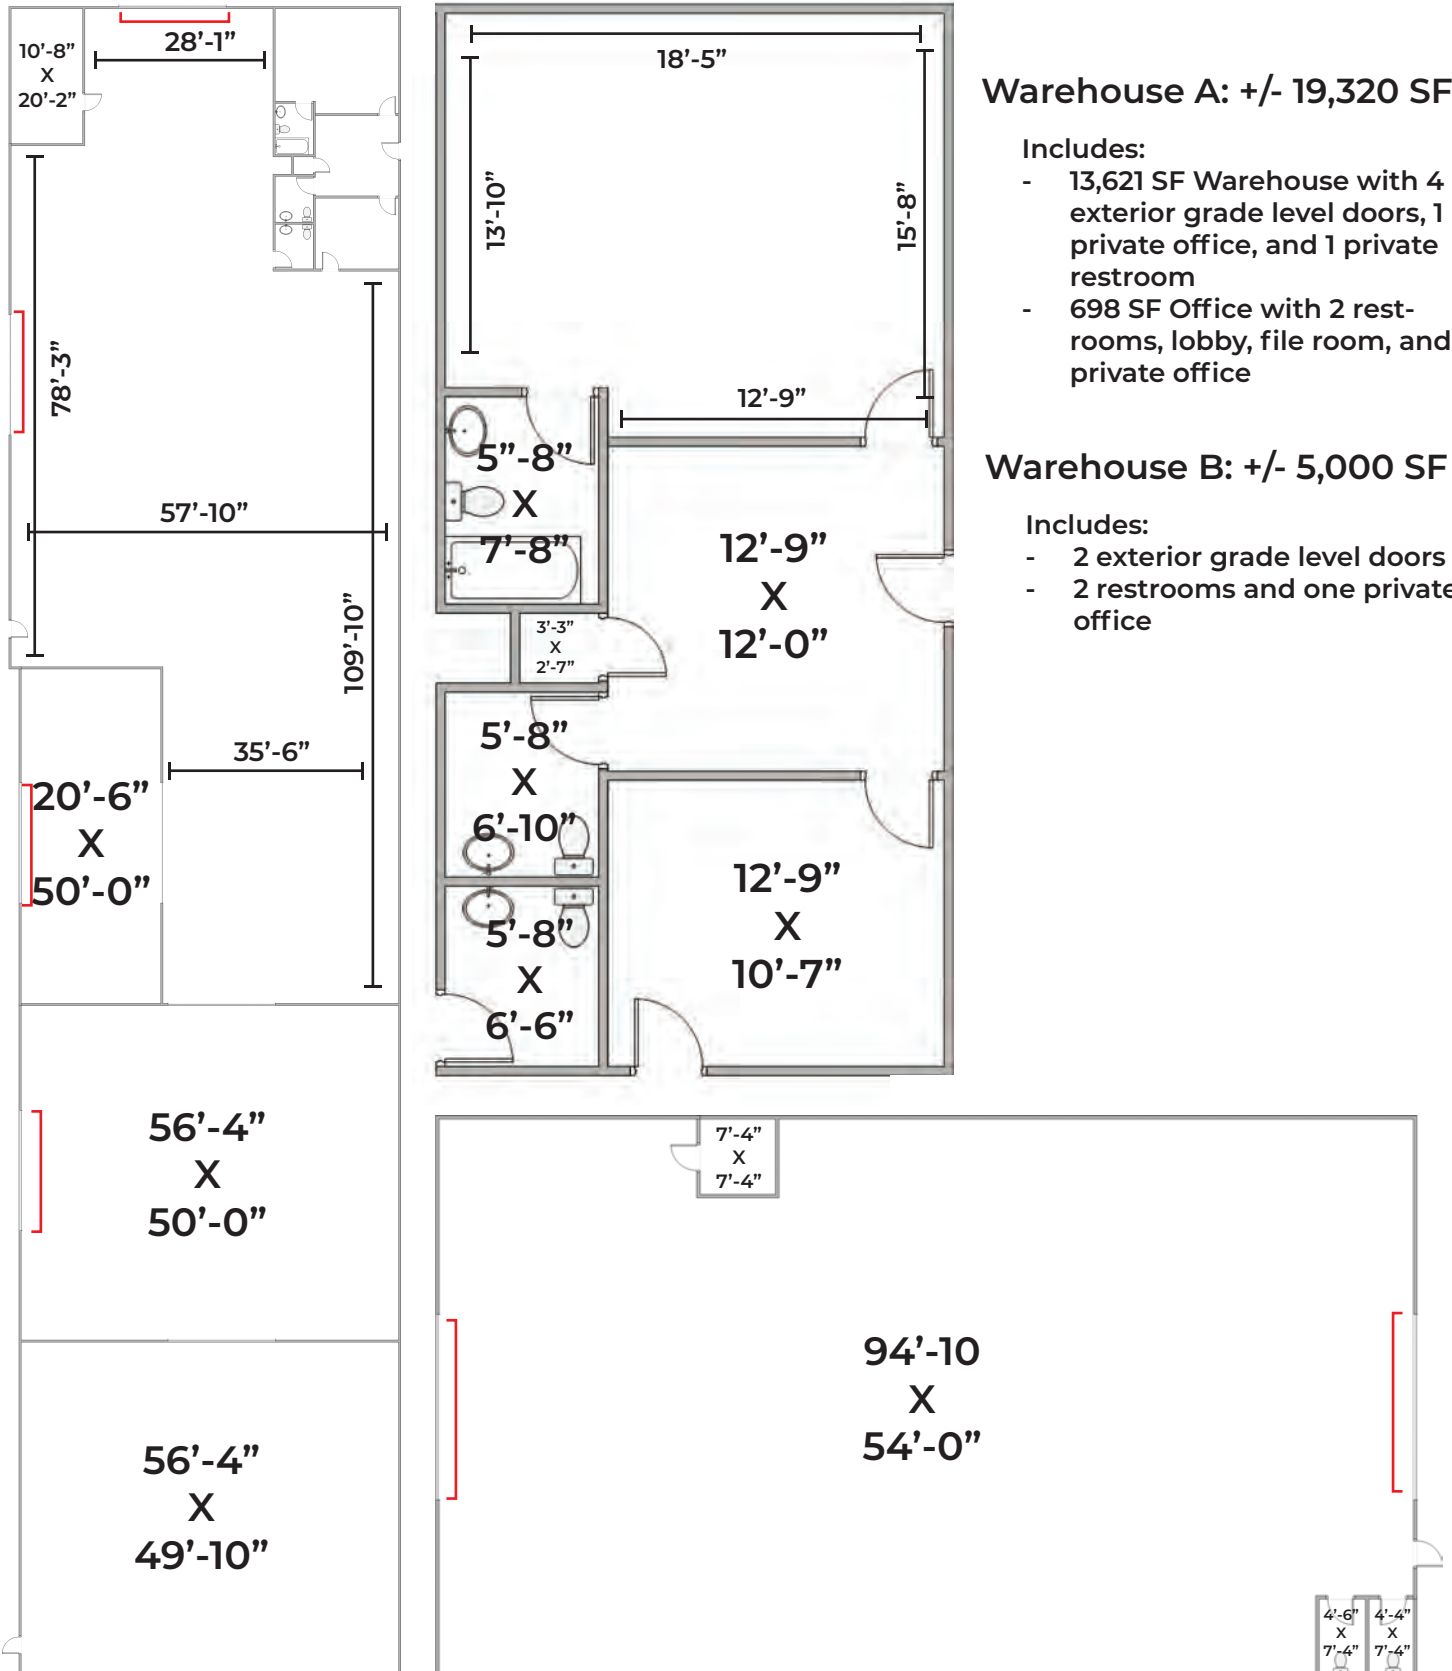 10’-8”
X
20’-2”
28’-1”
78’-3”
57’-10”
109’-10”
35’-6”
20’-6”
X
50’-0”
56’-4”
X
50’-0”
56’-4”
X
49’-10”
18’-5”
13’-10”
15’-8”
12’-9”
5”-8”
X
7’-8”
12’-9”
X
12’-0”
3’-3”
X
2’-7”
5’-8”
X
6’-10”
12’-9”
X
10’-7”
5’-8”
X
6’-6”
Warehouse A: +/- 19,320 SF
Includes:
- 13,621 SF Warehouse with 4
exterior grade level doors, 1
private office, and 1 private
restroom
- 698 SF Office with 2 rest-
rooms, lobby, file room, and
private office
Warehouse B: +/- 5,000 SF
Includes:
- 2 exterior grade level doors
- 2 restrooms and one private
office
7’-4”
X
7’-4”
94’-10
X
54’-0”
4’-6”
X
7’-4”
4’-4”
X
7’-4”